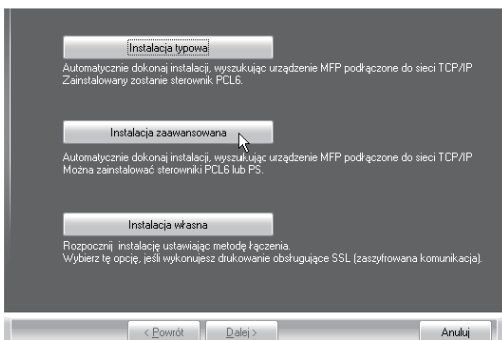 Instalacja typowa
Automatycznie dokonaj instalacji, wyszukując urządzenie MFP podłączone do sieci TCP/IP
Zainstalowany zostanie sterownik PCL6.
Instalacja zaawansowana
Automatycznie dokonaj instalacji, wyszukując urządzenie MFP podłączone do sieci TCP/IP
Można zainstalować sterowniki PCL6 lub PS.
Instalacja własna
Rozpocznij instalację ustawiając metodę łączenia.
Wybierz tę opcję, jeśli wykonujesz drukowanie obsługujące SSL (zaszyfrowana komunikacja).
< Powrót Dalej > Anuluj